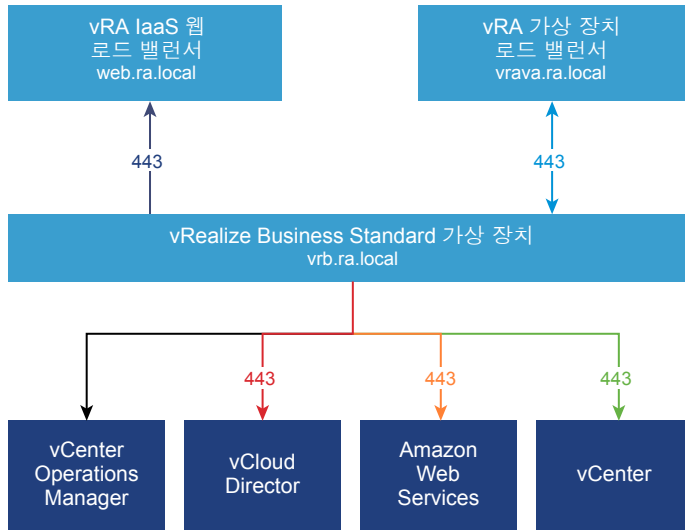 vRA IaaS 웹
로드 밸런서
web.ra.local
vRA 가상 장치
로드 밸런서
vrava.ra.local
443
443
vRealize Business Standard 가상 장치
vrb.ra.local
443
443
443
vCenter
Operations
Manager
vCloud
Director
Amazon
Web
Services
vCenter